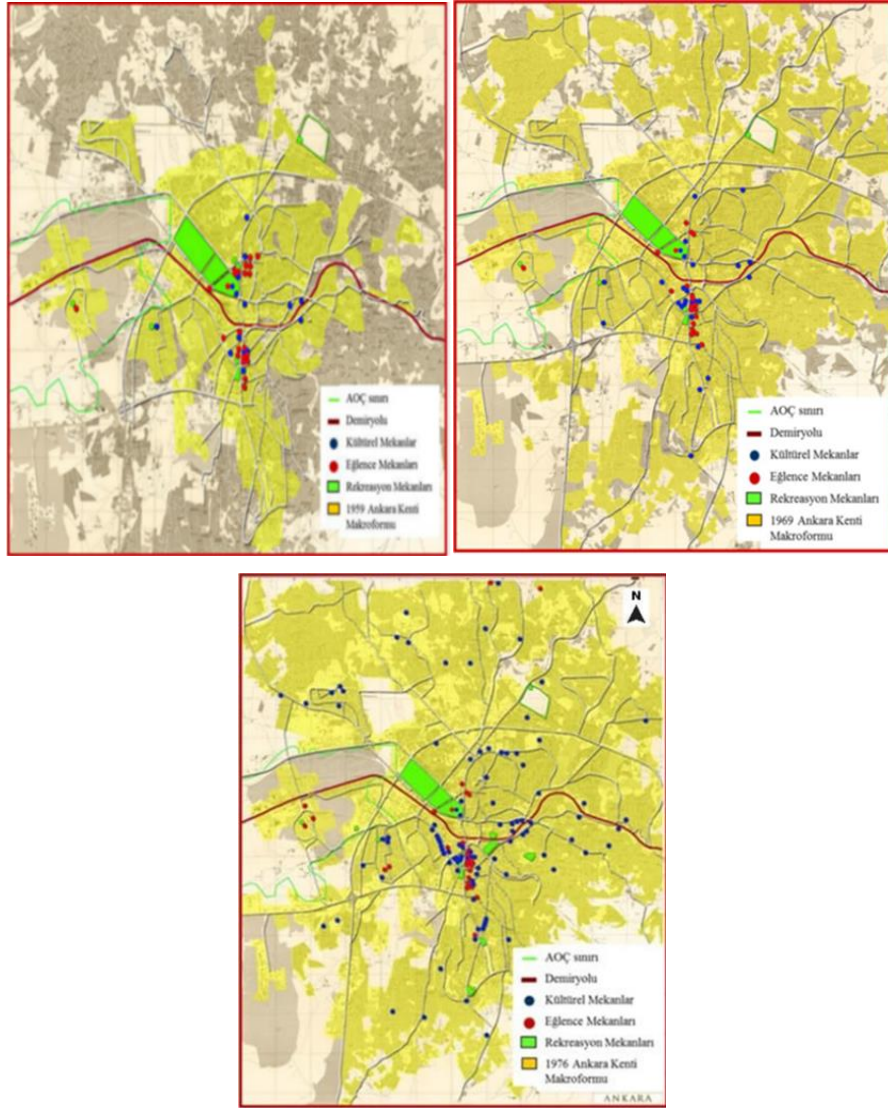 AOÇ sınırı
Demiryolu
Kültürel Mekanlar
Eğlence Mekanları
Rekreasyon Mekanları
1959 Ankara Kenti
Makroformu
AOÇ sınırı
Demiryolu
Kültürel Mekanlar
Eğlence Mekanları
Rekreasyon Mekanları
1969 Ankara Kenti
Makroformu
N
AOÇ sınırı
Demiryolu
Kültürel Mekanlar
Eğlence Mekanları
Rekreasyon Mekanları
1976 Ankara Kenti
Makroformu
ANKARA